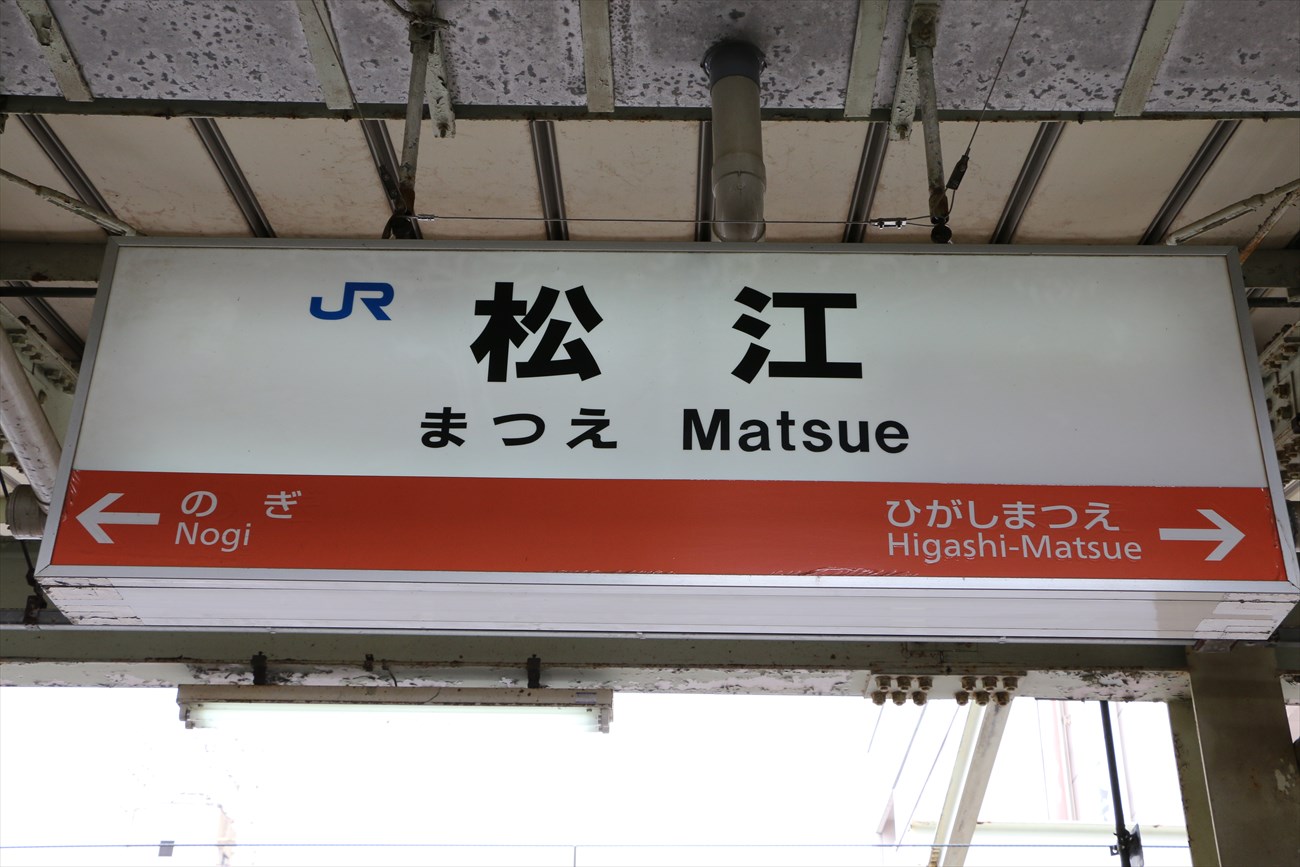 JR 松江
まつえ Matsue
← のぎ
Nogi
ひがしまつえ →
Higashi-Matsue